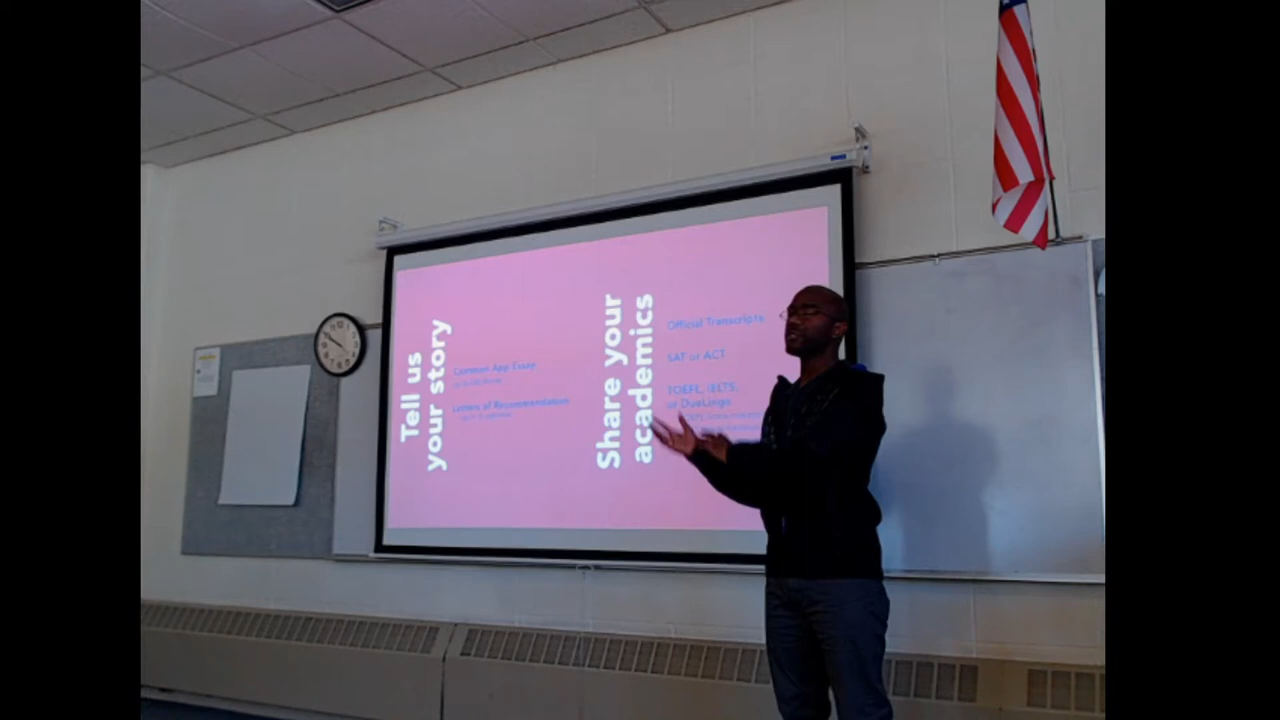 Tell us
your story
Common App Essay
Letters of Recommendation
Share your
academics
Official Transcripts
SAT or ACT
TOEFL, IELTS,
or DuoLingo